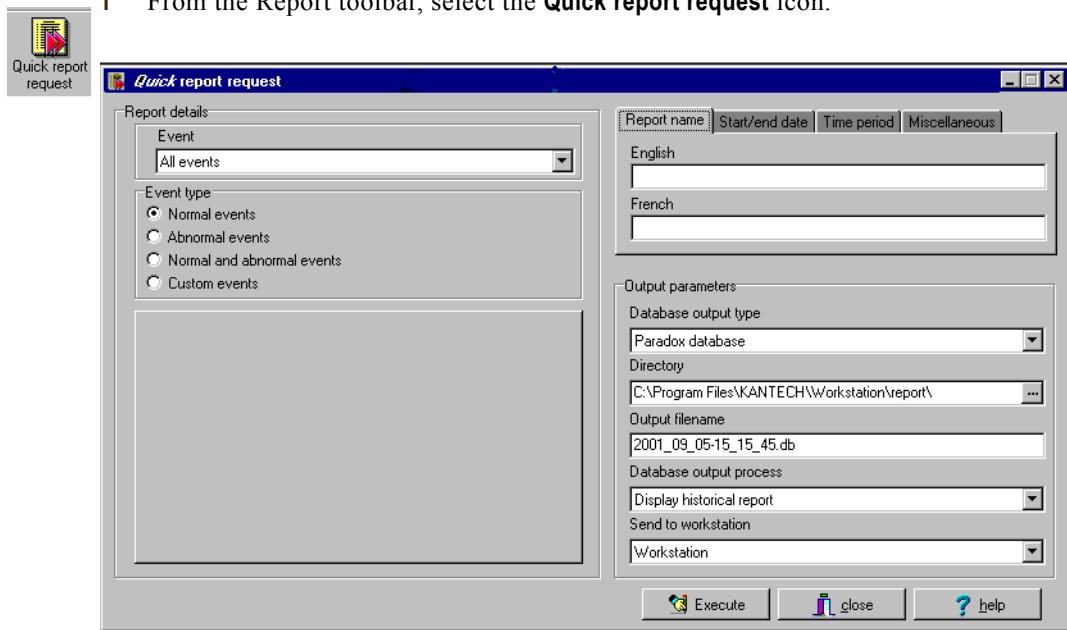 From the Report toolbar, select the Quick report request icon.
Quick report
request
Quick report request
Report details
Event
All events
Event type
Normal events
Abnormal events
Normal and abnormal events
Custom events
Report name
Start/end date
Time period
Miscellaneous
English
French
Output parameters
Database output type
Paradox database
Directory
C:\Program Files\KANTECH\Workstation\report\
...
Output filename
2001_09_05-15_15_45.db
Database output process
Display historical report
Send to workstation
Workstation
Execute
close
? help